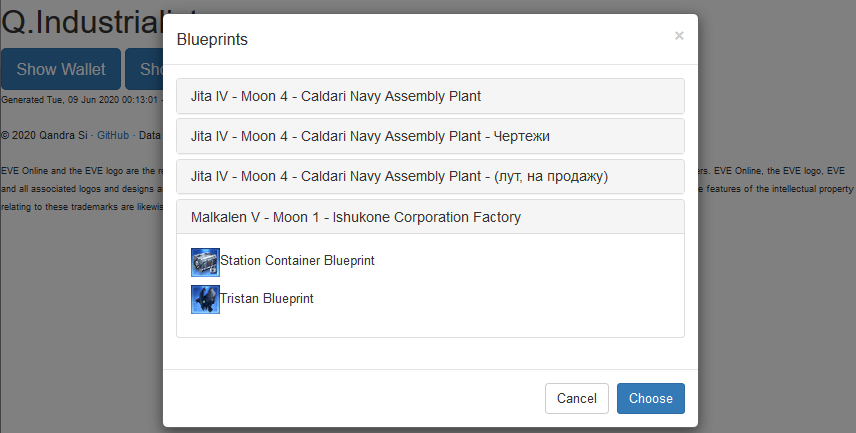 Q.Industrialist
Blueprints
×
Show Wallet
Sho
Generated Tue, 09 Jun 2020 00:13:01
© 2020 Qandra Si · GitHub · Data
EVE Online and the EVE logo are the re
rs. EVE Online, the EVE logo, EVE
and all associated logos and designs a
e features of the intellectual property
relating to these trademarks are likewis
Jita IV - Moon 4 - Caldari Navy Assembly Plant
Jita IV - Moon 4 - Caldari Navy Assembly Plant - Чертежи
Jita IV - Moon 4 - Caldari Navy Assembly Plant - (лут, на продажу)
Malkalen V - Moon 1 - Ishukone Corporation Factory
Station Container Blueprint
Tristan Blueprint
Cancel
Choose